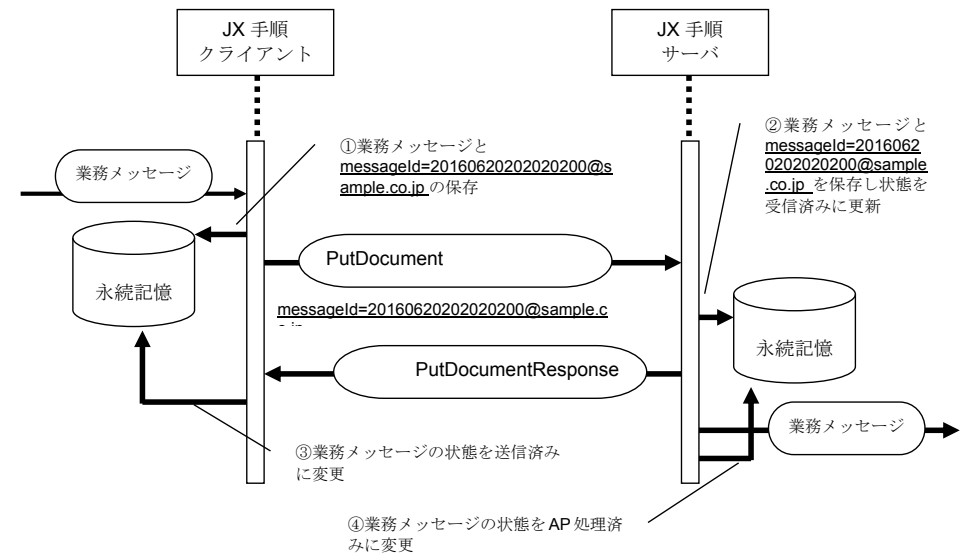 JX 手順
クライアント
JX 手順
サーバ
①業務メッセージと
messageId=20160620202020200@s
ample.co.jp の保存
②業務メッセージと
messageId=2016062
0202020200@sample
.co.jp を保存し状態を
受信済みに更新
業務メッセージ
永続記憶
PutDocument
messageId=20160620202020200@sample.c
永続記憶
PutDocumentResponse
業務メッセージ
③業務メッセージの状態を送信済み
に変更
④業務メッセージの状態を AP 処理済
みに変更